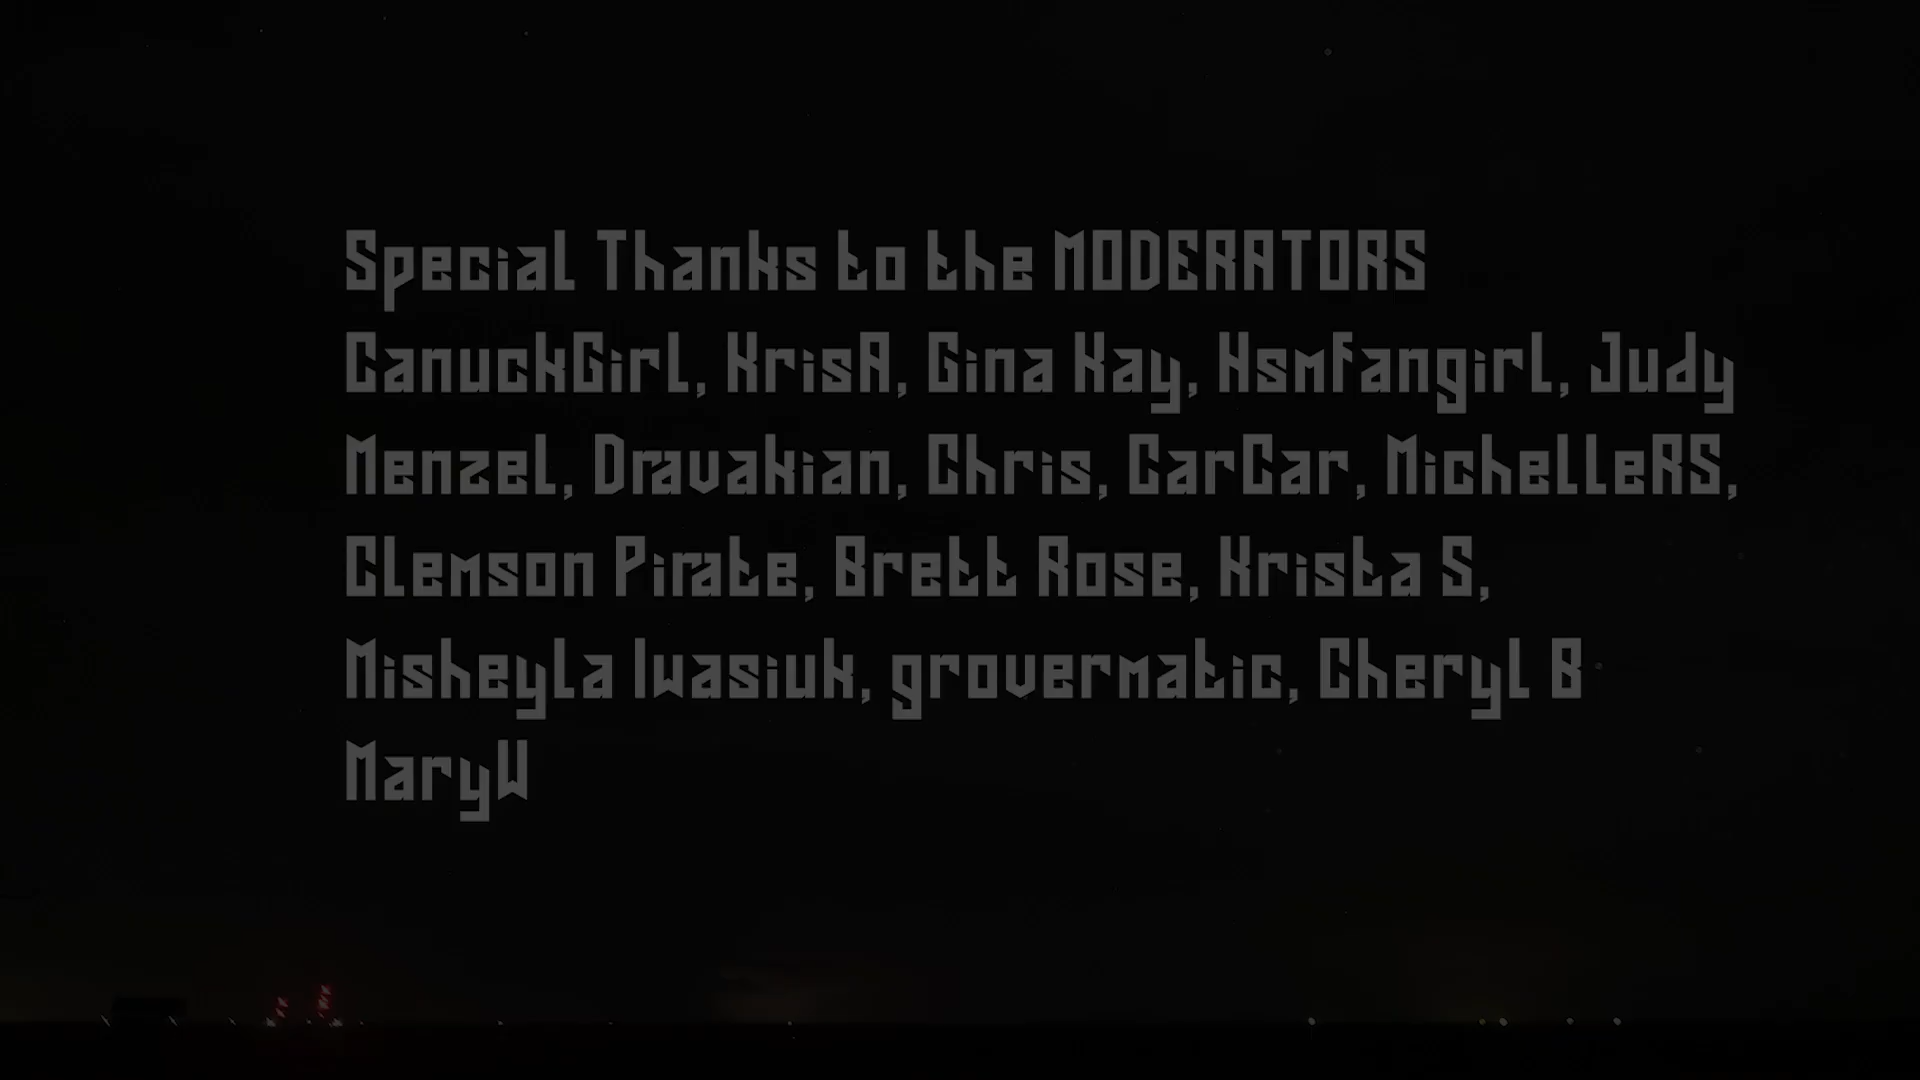 Special Thanks to the MODERATORS
CanuckGirl, KrisA, Gina Kay, Hsmfangirl, Judy
Menzel, Dravakian, Chris, CarCar, MichelleRS,
Clemson Pirate, Brett Rose, Krista S,
Misheyla Iwasiuk, grovermatic, Cheryl B
MaryW